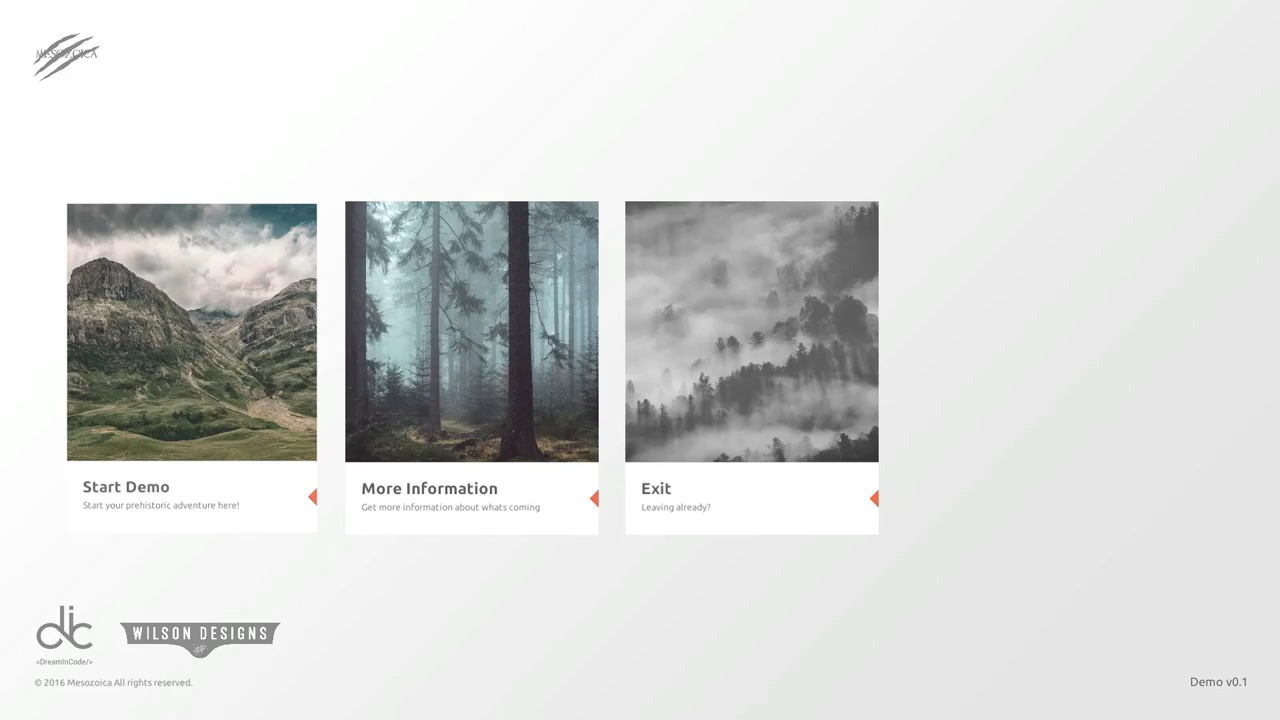 MESOZOICA
Start Demo
Start your prehistoric adventure here!
More Information
Get more information about whats coming
Exit
Leaving already?
dic
<DreamInCode/>
WILSON DESIGNS
© 2016 Mesozoica All rights reserved.
Demo v0.1